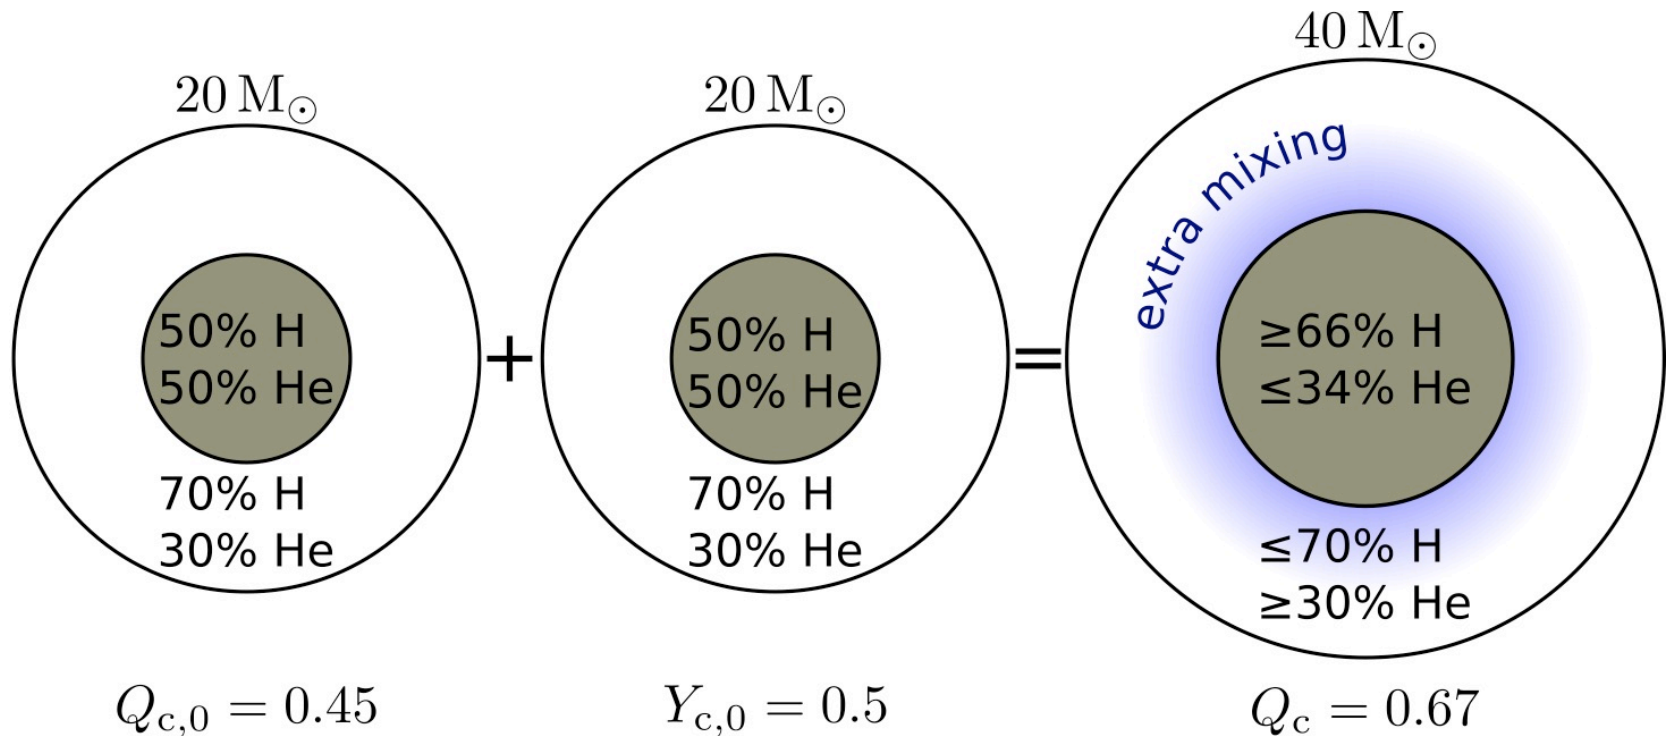 20 M☉
50% H
50% He
70% H
30% He
Q_c,0 = 0.45
+
20 M☉
50% H
50% He
70% H
30% He
Y_c,0 = 0.5
=
40 M☉
extra mixing
≥66% H
≤34% He
≤70% H
≥30% He
Q_c = 0.67